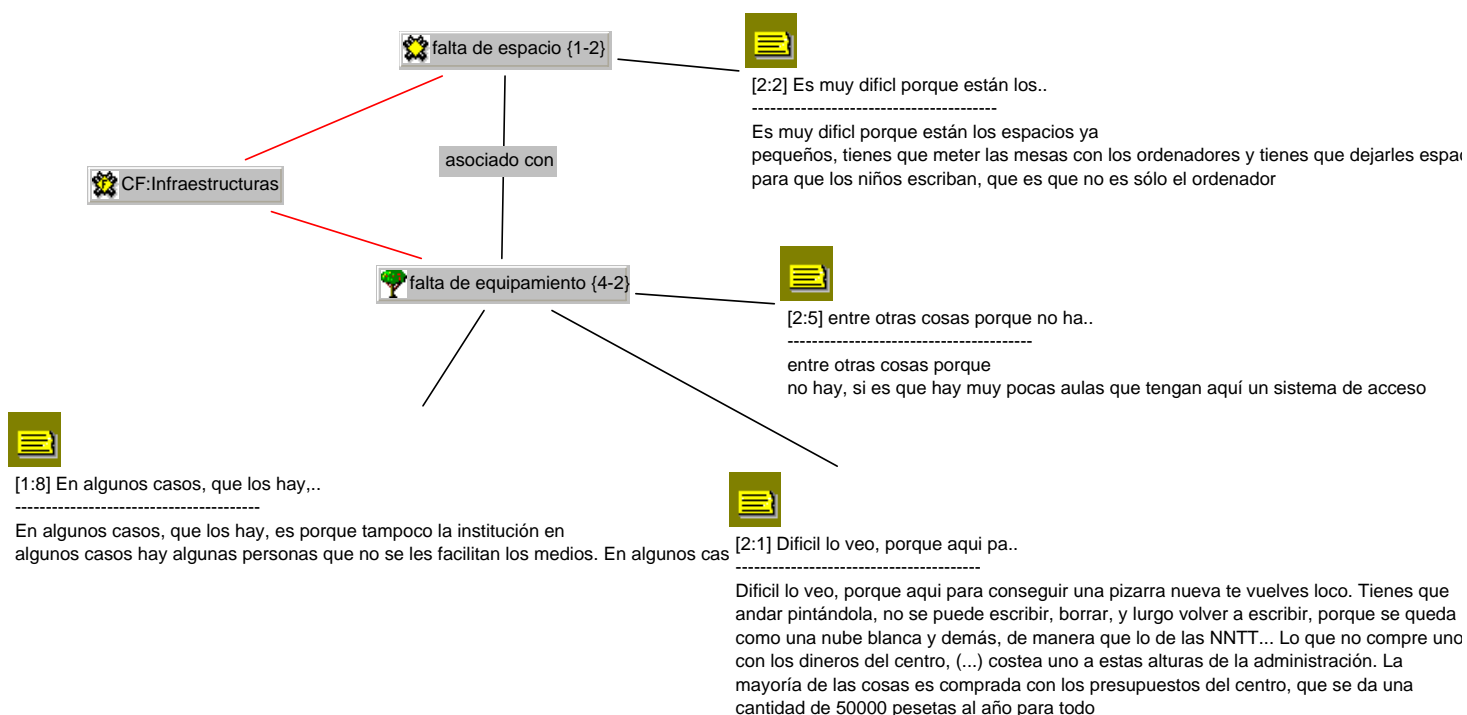 falta de espacio {1-2}
[2:2] Es muy dificl porque están los..
----------------------------------------
Es muy dificl porque están los espacios ya
pequeños, tienes que meter las mesas con los ordenadores y tienes que dejarles espac
para que los niños escriban, que es que no es sólo el ordenador
asociado con
CF:Infraestructuras
falta de equipamiento {4-2}
[2:5] entre otras cosas porque no ha..
----------------------------------------
entre otras cosas porque
no hay, si es que hay muy pocas aulas que tengan aquí un sistema de acceso
[1:8] En algunos casos, que los hay,..
----------------------------------------
En algunos casos, que los hay, es porque tampoco la institución en
algunos casos hay algunas personas que no se les facilitan los medios. En algunos cas
[2:1] Dificil lo veo, porque aqui pa..
----------------------------------------
Dificil lo veo, porque aqui para conseguir una pizarra nueva te vuelves loco. Tienes que
andar pintándola, no se puede escribir, borrar, y lurgo volver a escribir, porque se queda
como una nube blanca y demás, de manera que lo de las NNTT... Lo que no compre uno
con los dineros del centro, (...) costea uno a estas alturas de la administración. La
mayoría de las cosas es comprada con los presupuestos del centro, que se da una
cantidad de 50000 pesetas al año para todo